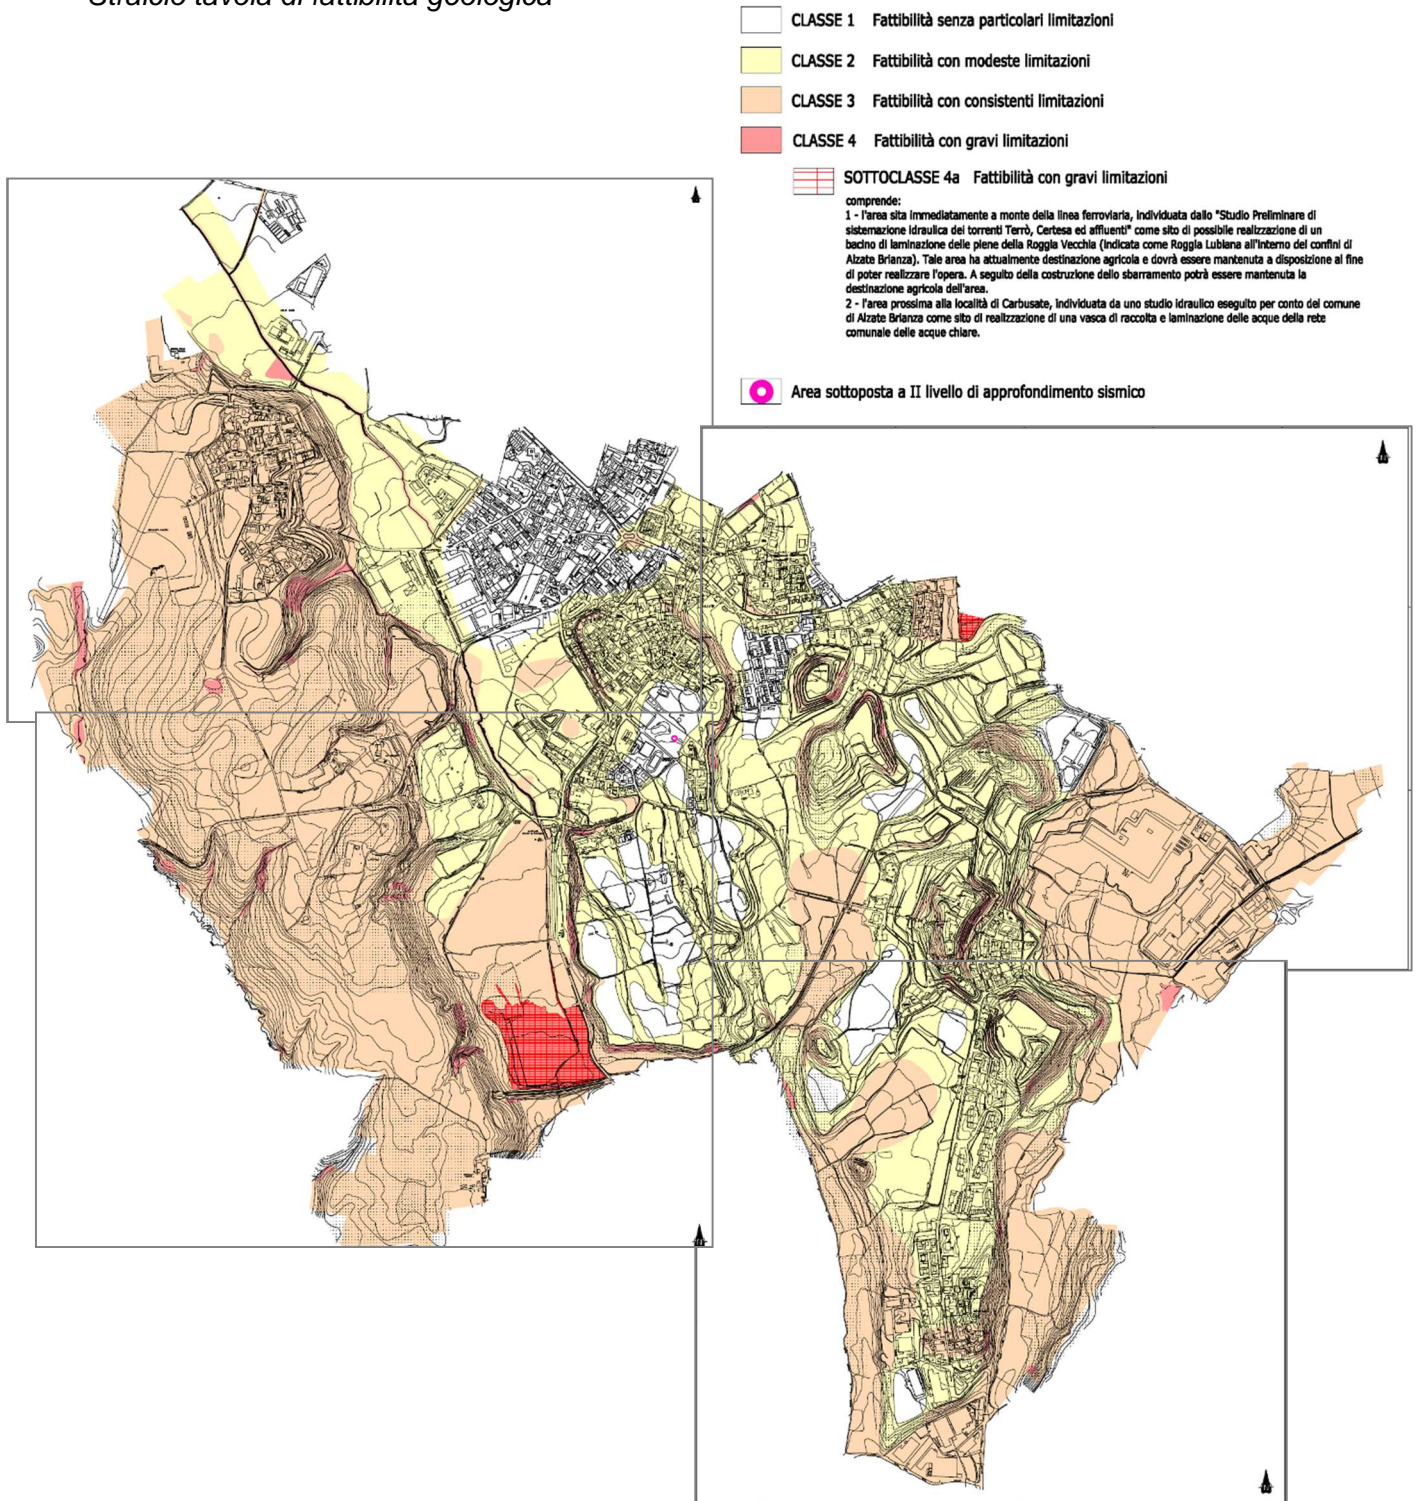 Stralcio tavola di fattibilità geologica
CLASSE 1 Fattibilità senza particolari limitazioni
CLASSE 2 Fattibilità con modeste limitazioni
CLASSE 3 Fattibilità con consistenti limitazioni
CLASSE 4 Fattibilità con gravi limitazioni
SOTTOCLASSE 4a Fattibilità con gravi limitazioni
comprende:
1 - l'area sita immediatamente a monte della linea ferroviaria, individuata dallo "Studio Preliminare di
sistemazione idraulica dei torrenti Terrò, Certesa ed affluenti" come sito di possibile realizzazione di un
bacino di laminazione delle piene della Roggia Vecchia (indicata come Roggia Lubiana all'interno dei confini di
Alzate Brianza). Tale area ha attualmente destinazione agricola e dovrà essere mantenuta a disposizione al fine
di poter realizzare l'opera. A seguito della costruzione dello sbarramento potrà essere mantenuta la
destinazione agricola dell'area.
2 - l'area prossima alla località di Carbusate, individuata da uno studio idraulico eseguito per conto del comune
di Alzate Brianza come sito di realizzazione di una vasca di raccolta e laminazione delle acque della rete
comunale delle acque chiare.
Area sottoposta a II livello di approfondimento sismico